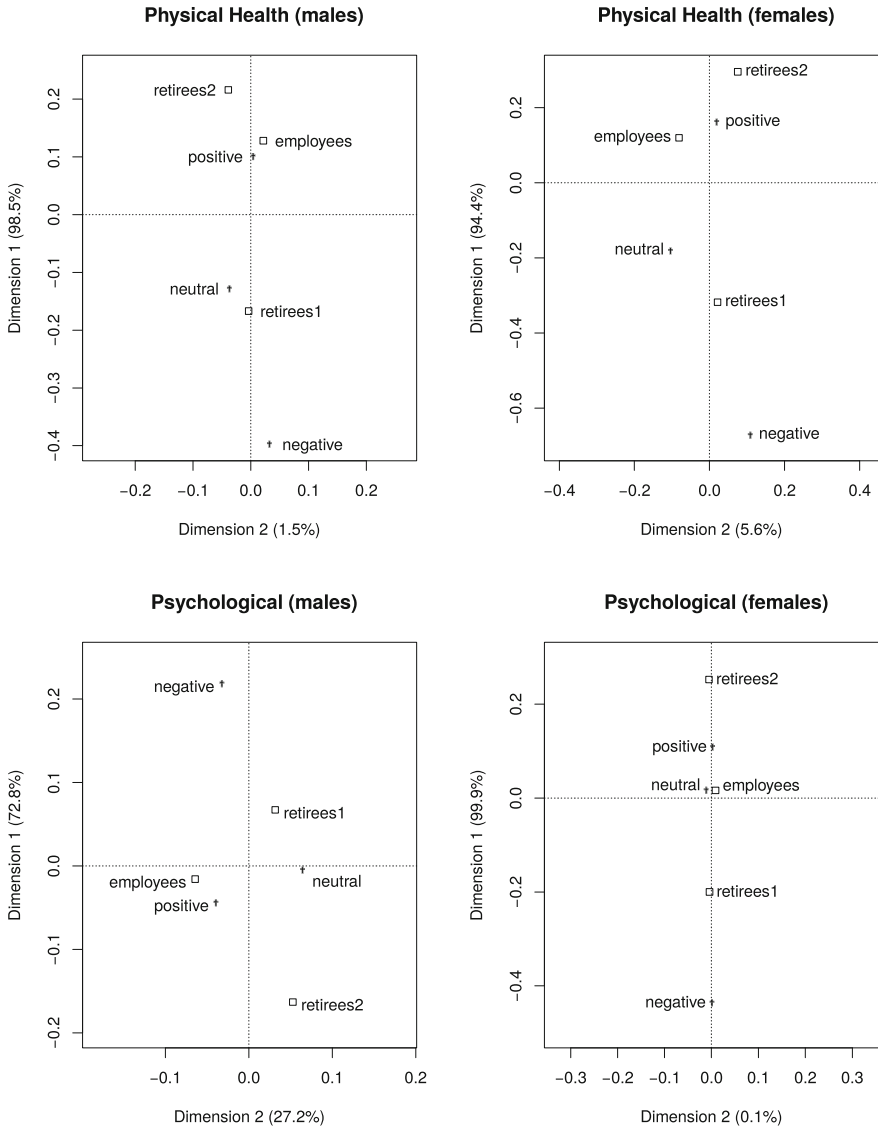 Physical Health (males)
Dimension 1 (98.5%)
0.2
0.1
0.0
−0.1
−0.2
−0.3
−0.4
retirees2
employees
positive
neutral
retirees1
negative
−0.2
0.0
0.1
0.2
Dimension 2 (1.5%)
Physical Health (females)
Dimension 1 (94.4%)
0.2
0.0
−0.2
−0.4
−0.6
retirees2
positive
employees
neutral
retirees1
negative
−0.4
−0.2
0.0
0.2
0.4
Dimension 2 (5.6%)
Psychological (males)
Dimension 1 (72.8%)
0.2
0.1
0.0
−0.1
−0.2
negative
retirees1
employees
neutral
positive
retirees2
−0.1
0.0
0.1
0.2
Dimension 2 (27.2%)
Psychological (females)
Dimension 1 (99.9%)
0.2
0.0
−0.2
−0.4
retirees2
positive
neutral
employees
retirees1
negative
−0.3
−0.2
−0.1
0.0
0.1
0.2
0.3
Dimension 2 (0.1%)